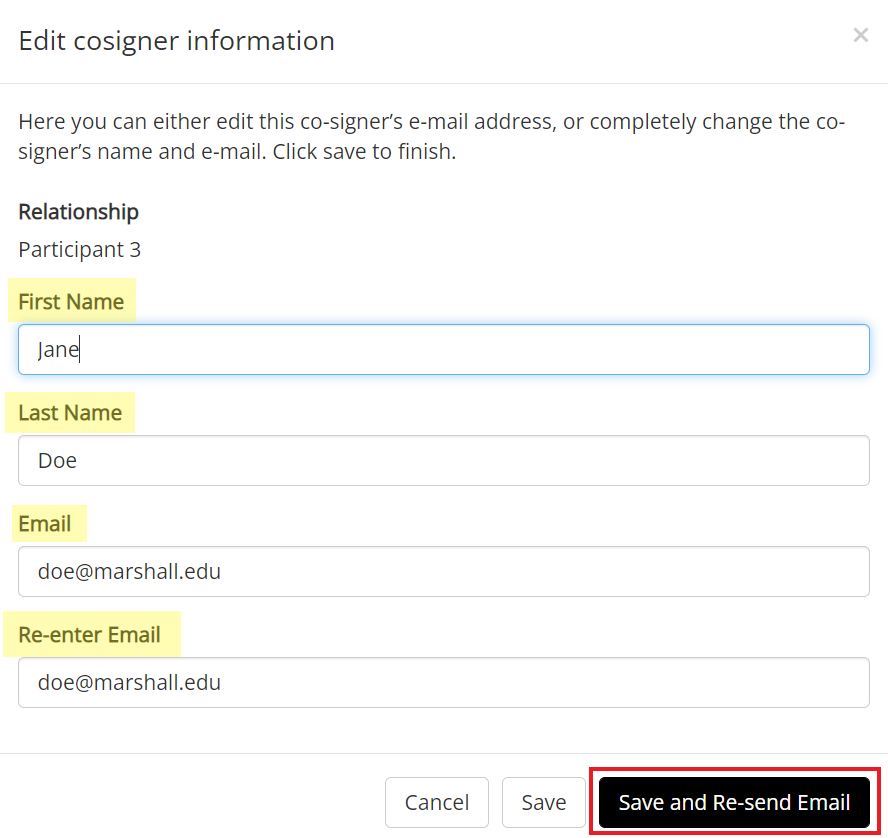 Edit cosigner information
×
Here you can either edit this co-signer’s e-mail address, or completely change the co-
signer’s name and e-mail. Click save to finish.
Relationship
Participant 3
First Name
Jane
Last Name
Doe
Email
doe@marshall.edu
Re-enter Email
doe@marshall.edu
Cancel Save Save and Re-send Email